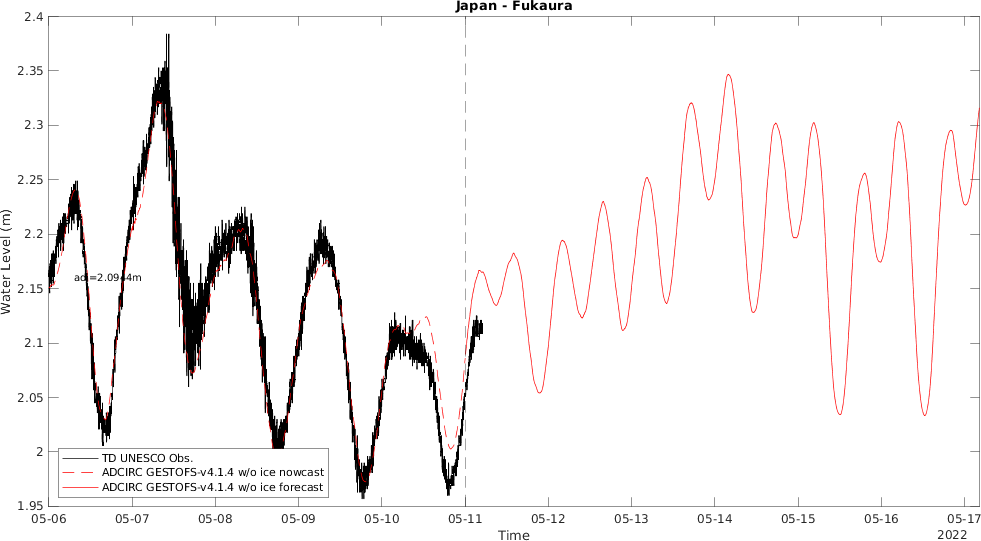 Japan - Fukaura
2.4
2.35
2.3
2.25
2.2
2.15
2.1
2.05
2
1.95
Water Level (m)
TD UNESCO Obs.
ADCIRC GESTOFS-v4.1.4 w/o ice nowcast
ADCIRC GESTOFS-v4.1.4 w/o ice forecast
05-06 05-07 05-08 05-09 05-10 05-11 05-12 05-13 05-14 05-15 05-16 05-17
Time
2022